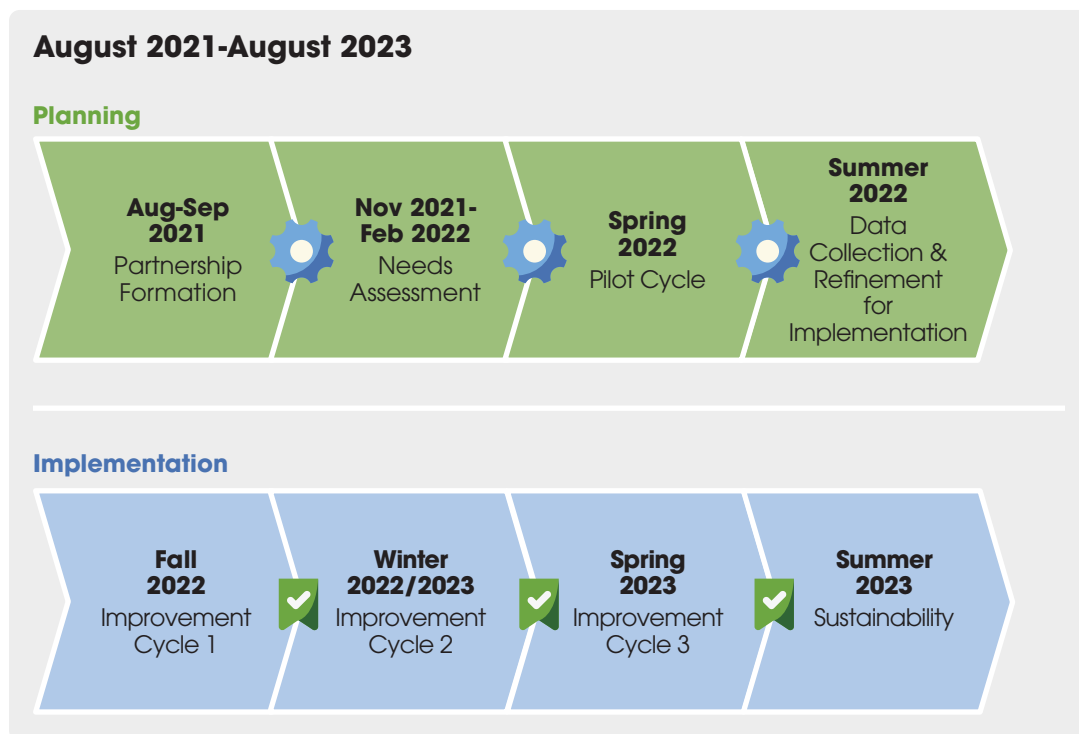 August 2021-August 2023
Planning
Aug-Sep
2021
Partnership
Formation
Nov 2021-
Feb 2022
Needs
Assessment
Spring
2022
Pilot Cycle
Summer
2022
Data
Collection &
Refinement
for
Implementation
Implementation
Fall
2022
Improvement
Cycle 1
Winter
2022/2023
Improvement
Cycle 2
Spring
2023
Improvement
Cycle 3
Summer
2023
Sustainability